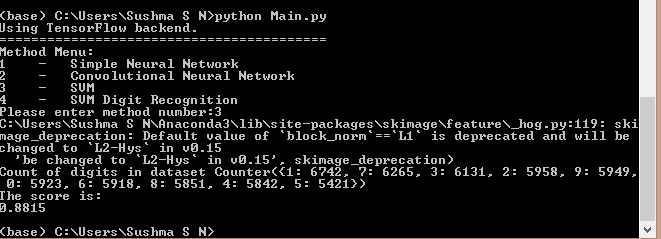 (base) C:\Users\Sushma S N>python Main.py
Using TensorFlow backend.
==========================================
Method Menu:
1    -    Simple Neural Network
2    -    Convolutional Neural Network
3    -    SVM
4    -    SVM Digit Recognition
Please enter method number:3
C:\Users\Sushma S N\Anaconda3\lib\site-packages\skimage\feature\_hog.py:119: ski
mage_deprecation: Default value of `block_norm`==`L1` is deprecated and will be
changed to `L2-Hys` in v0.15
  'be changed to `L2-Hys` in v0.15', skimage_deprecation)
Count of digits in dataset Counter({1: 6742, 7: 6265, 3: 6131, 2: 5958, 9: 5949,
 0: 5923, 6: 5918, 8: 5851, 4: 5842, 5: 5421})
The score is:
0.8815
(base) C:\Users\Sushma S N>